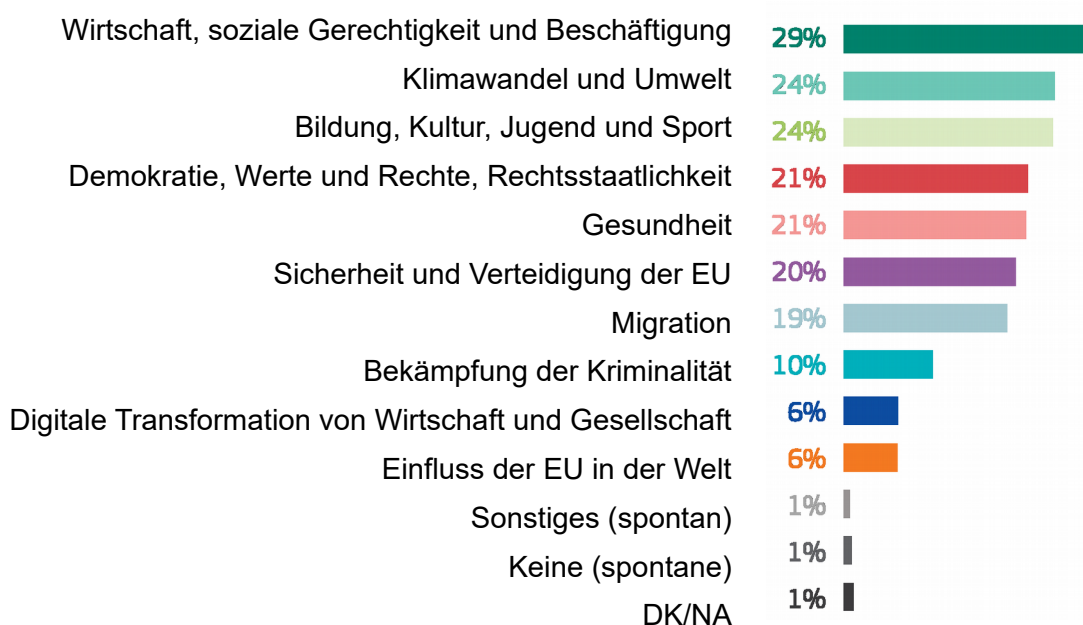 Wirtschaft, soziale Gerechtigkeit und Beschäftigung 29%
Klimawandel und Umwelt 24%
Bildung, Kultur, Jugend und Sport 24%
Demokratie, Werte und Rechte, Rechtsstaatlichkeit 21%
Gesundheit 21%
Sicherheit und Verteidigung der EU 20%
Migration 19%
Bekämpfung der Kriminalität 10%
Digitale Transformation von Wirtschaft und Gesellschaft 6%
Einfluss der EU in der Welt 6%
Sonstiges (spontan) 1%
Keine (spontane) 1%
DK/NA 1%